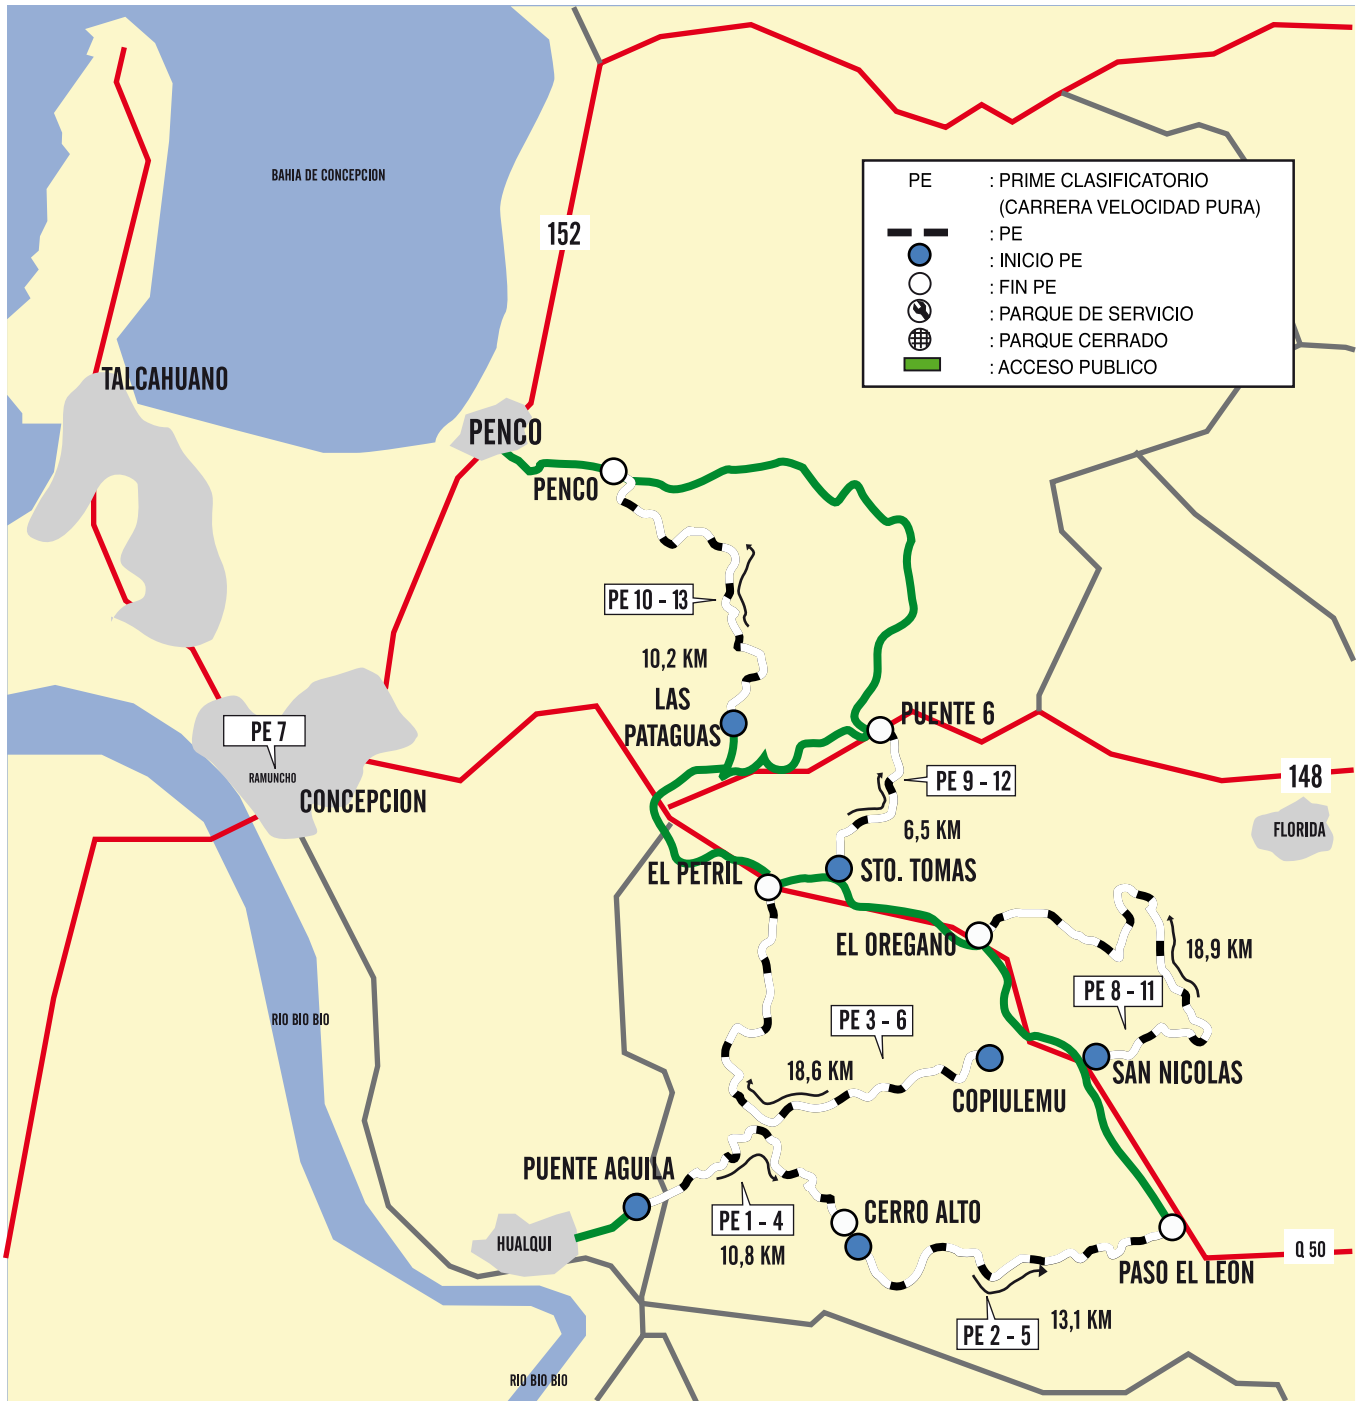 BAHIA DE CONCEPCION
152
PE : PRIME CLASIFICATORIO
(CARRERA VELOCIDAD PURA)
: PE
: INICIO PE
: FIN PE
: PARQUE DE SERVICIO
: PARQUE CERRADO
: ACCESO PUBLICO
TALCAHUANO
PENCO
PENCO
PE 10 - 13
10,2 KM
LAS
PATAGUAS
PUENTE 6
PE 7
RAMUNCHO
CONCEPCION
PE 9 - 12
148
6,5 KM
FLORIDA
EL PETRIL
STO. TOMAS
EL OREGANO
18,9 KM
PE 8 - 11
RIO BIO BIO
PE 3 - 6
18,6 KM
COPIULEMU
SAN NICOLAS
PUENTE AGUILA
PE 1 - 4
10,8 KM
CERRO ALTO
HUALQUI
Q 50
PASO EL LEON
13,1 KM
PE 2 - 5
RIO BIO BIO